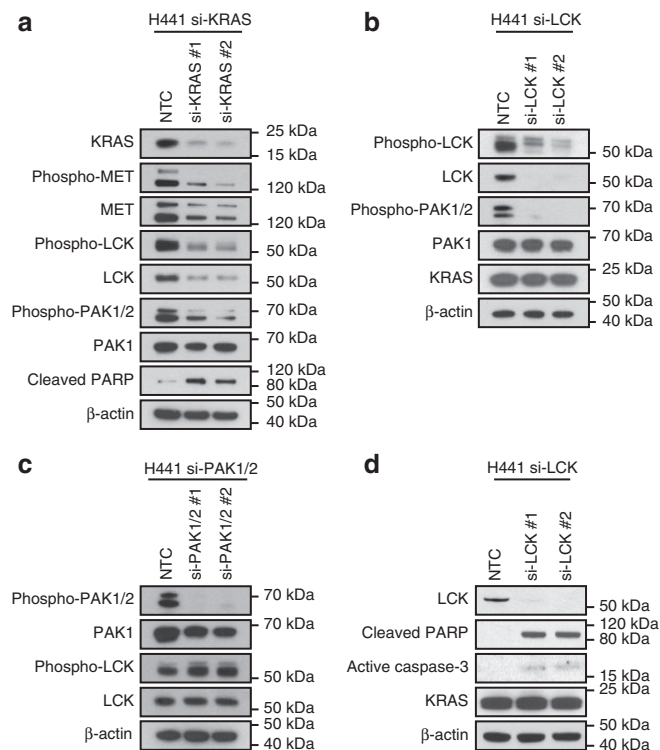 a
H441 si-KRAS
NTC
si-KRAS #1
si-KRAS #2
KRAS
25 kDa
15 kDa
Phospho-MET
120 kDa
MET
120 kDa
Phospho-LCK
50 kDa
LCK
50 kDa
Phospho-PAK1/2
70 kDa
PAK1
70 kDa
Cleaved PARP
120 kDa
80 kDa
β-actin
50 kDa
40 kDa
b
H441 si-LCK
NTC
si-LCK #1
si-LCK #2
Phospho-LCK
50 kDa
LCK
50 kDa
Phospho-PAK1/2
70 kDa
PAK1
70 kDa
KRAS
25 kDa
β-actin
50 kDa
40 kDa
c
H441 si-PAK1/2
NTC
si-PAK1/2 #1
si-PAK1/2 #2
Phospho-PAK1/2
70 kDa
PAK1
70 kDa
Phospho-LCK
50 kDa
LCK
50 kDa
β-actin
50 kDa
40 kDa
d
H441 si-LCK
NTC
si-LCK #1
si-LCK #2
LCK
50 kDa
Cleaved PARP
120 kDa
80 kDa
Active caspase-3
15 kDa
KRAS
25 kDa
β-actin
50 kDa
40 kDa